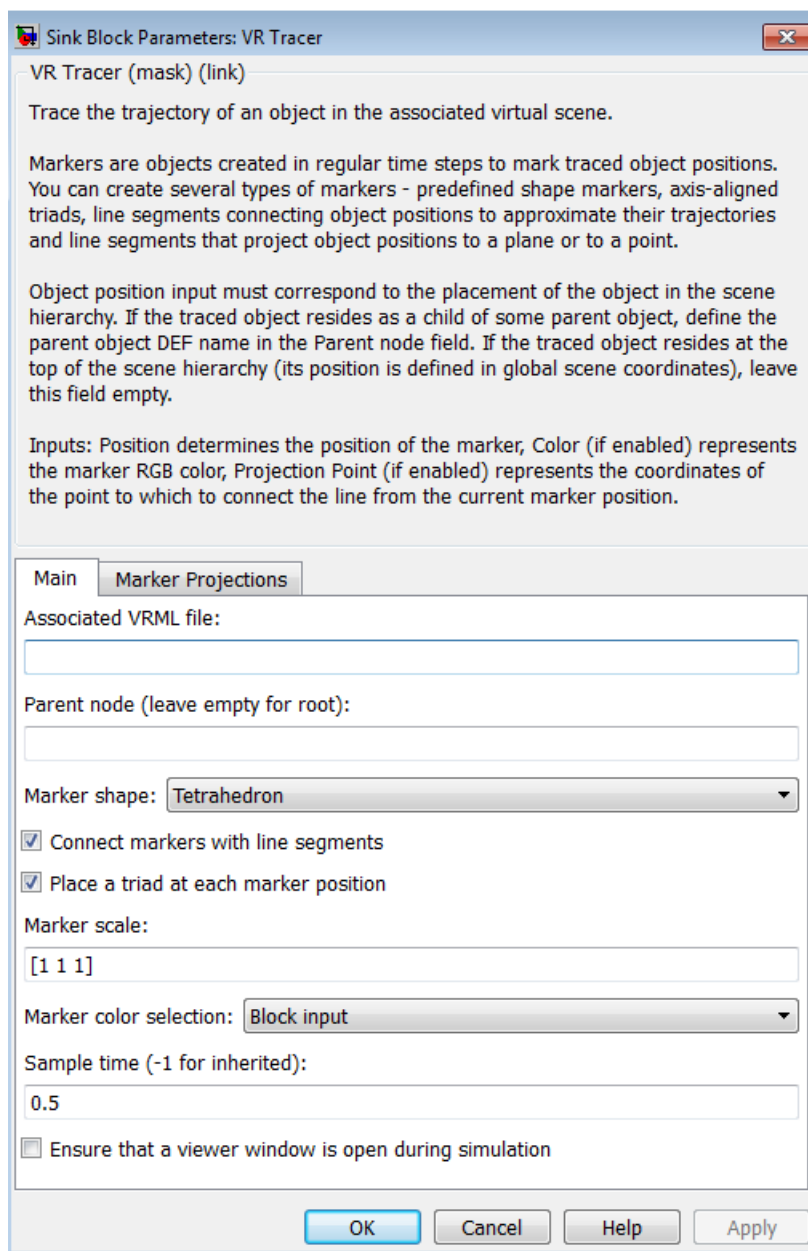 Sink Block Parameters: VR Tracer
VR Tracer (mask) (link)
Trace the trajectory of an object in the associated virtual scene.
Markers are objects created in regular time steps to mark traced object positions.
You can create several types of markers - predefined shape markers, axis-aligned
triads, line segments connecting object positions to approximate their trajectories
and line segments that project object positions to a plane or to a point.
Object position input must correspond to the placement of the object in the scene
hierarchy. If the traced object resides as a child of some parent object, define the
parent object DEF name in the Parent node field. If the traced object resides at the
top of the scene hierarchy (its position is defined in global scene coordinates), leave
this field empty.
Inputs: Position determines the position of the marker, Color (if enabled) represents
the marker RGB color, Projection Point (if enabled) represents the coordinates of
the point to which to connect the line from the current marker position.
Main Marker Projections
Associated VRML file:
Parent node (leave empty for root):
Marker shape: Tetrahedron
Connect markers with line segments
Place a triad at each marker position
Marker scale:
[1 1 1]
Marker color selection: Block input
Sample time (-1 for inherited):
0.5
Ensure that a viewer window is open during simulation
OK Cancel Help Apply